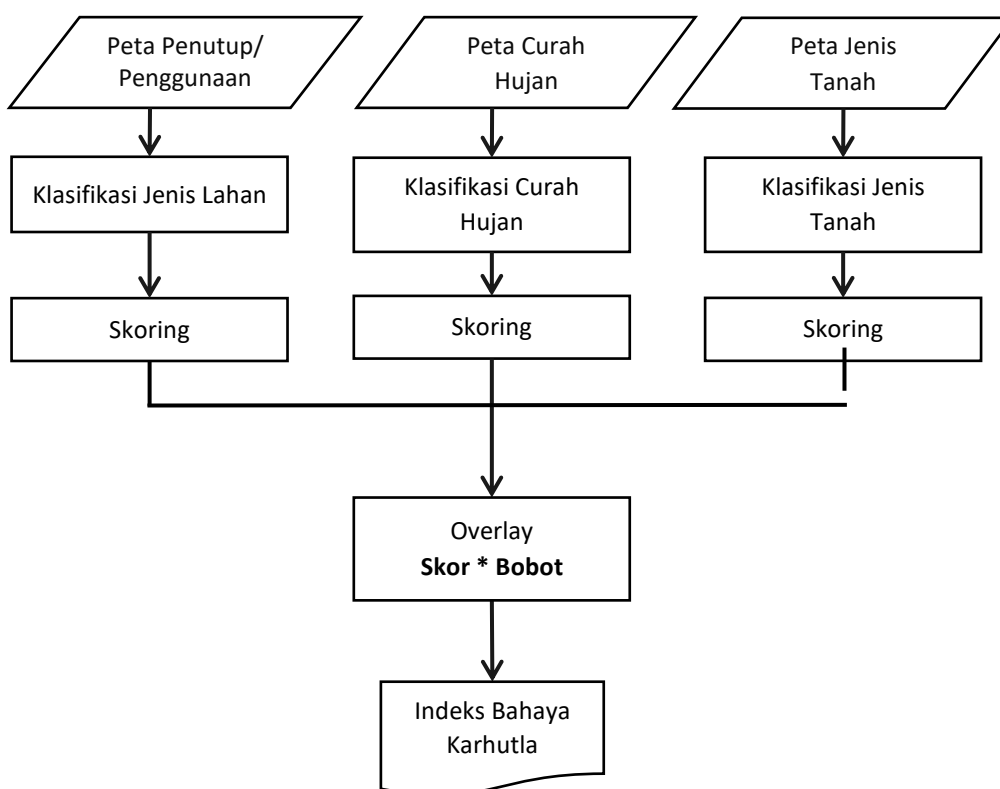 Peta Penutup/
Penggunaan
Peta Curah
Hujan
Peta Jenis
Tanah
Klasifikasi Jenis Lahan
Klasifikasi Curah
Hujan
Klasifikasi Jenis
Tanah
Skoring
Skoring
Skoring
Overlay
Skor * Bobot
Indeks Bahaya
Karhutla